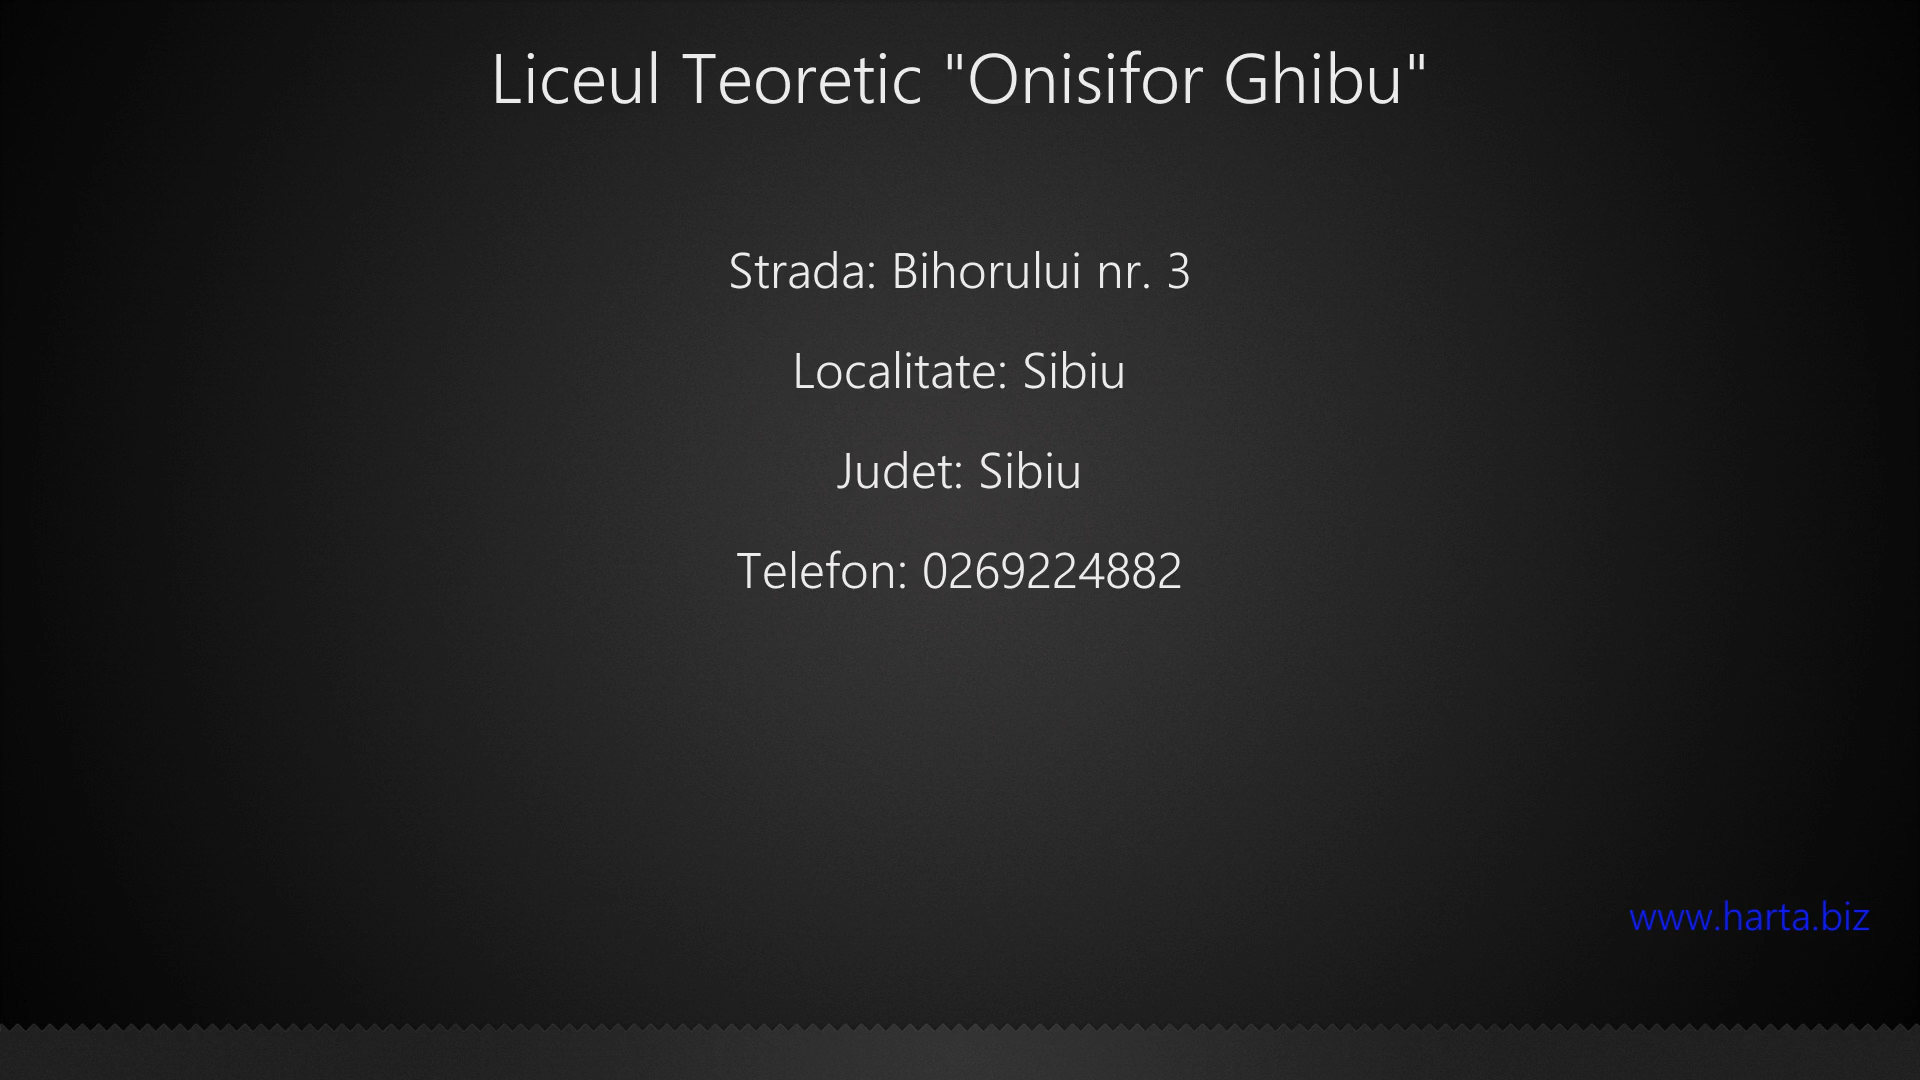 Liceul Teoretic "Onisifor Ghibu"
Strada: Bihorului nr. 3
Localitate: Sibiu
Judet: Sibiu
Telefon: 0269224882
www.harta.biz